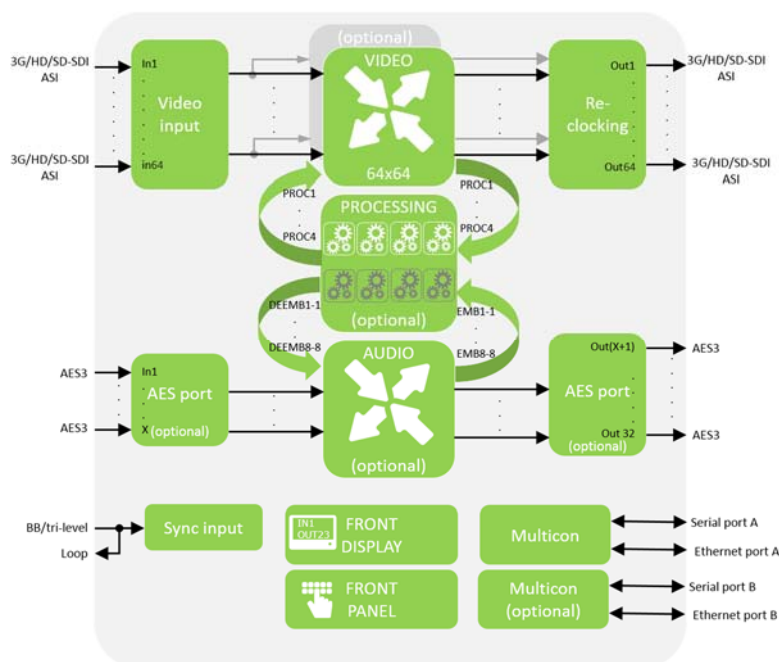 (optional)
VIDEO
64x64
3G/HD/SD-SDI
ASI
3G/HD/SD-SDI
ASI
In1
Video
input
in64
Out1
Re-
clocking
Out64
3G/HD/SD-SDI
ASI
3G/HD/SD-SDI
ASI
PROC1
PROC4
PROCESSING
(optional)
PROC1
PROC4
DEEMB1-1
DEEMB8-8
EMB1-1
EMB8-8
AUDIO
(optional)
AES3
AES3
In1
AES port
X (optional)
Out(X+1)
AES port
Out 32
(optional)
AES3
AES3
BB/tri-level
Loop
Sync input
IN1
OUT23
FRONT
DISPLAY
FRONT
PANEL
Multicon
Multicon
(optional)
Serial port A
Ethernet port A
Serial port B
Ethernet port B